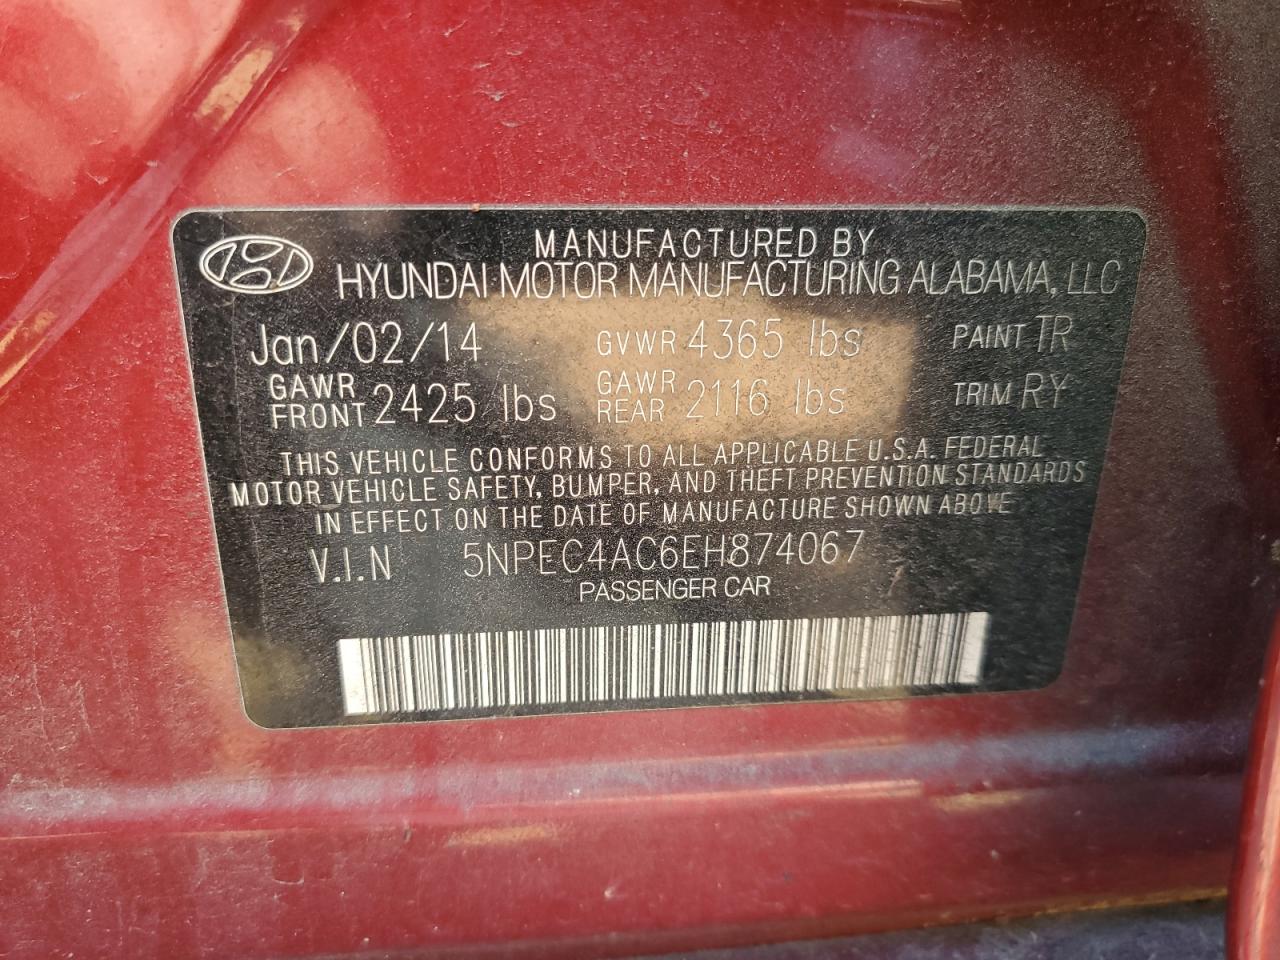 MANUFACTURED BY
HYUNDAI MOTOR MANUFACTURING ALABAMA, LLC
Jan/02/14 GVWR 4365 lbs PAINT TR
GAWR FRONT 2425 lbs GAWR REAR 2116 lbs TRIM RY
THIS VEHICLE CONFORMS TO ALL APPLICABLE U.S.A. FEDERAL
MOTOR VEHICLE SAFETY, BUMPER, AND THEFT PREVENTION STANDARDS
IN EFFECT ON THE DATE OF MANUFACTURE SHOWN ABOVE
V.I.N 5NPEC4AC6EH874067
PASSENGER CAR